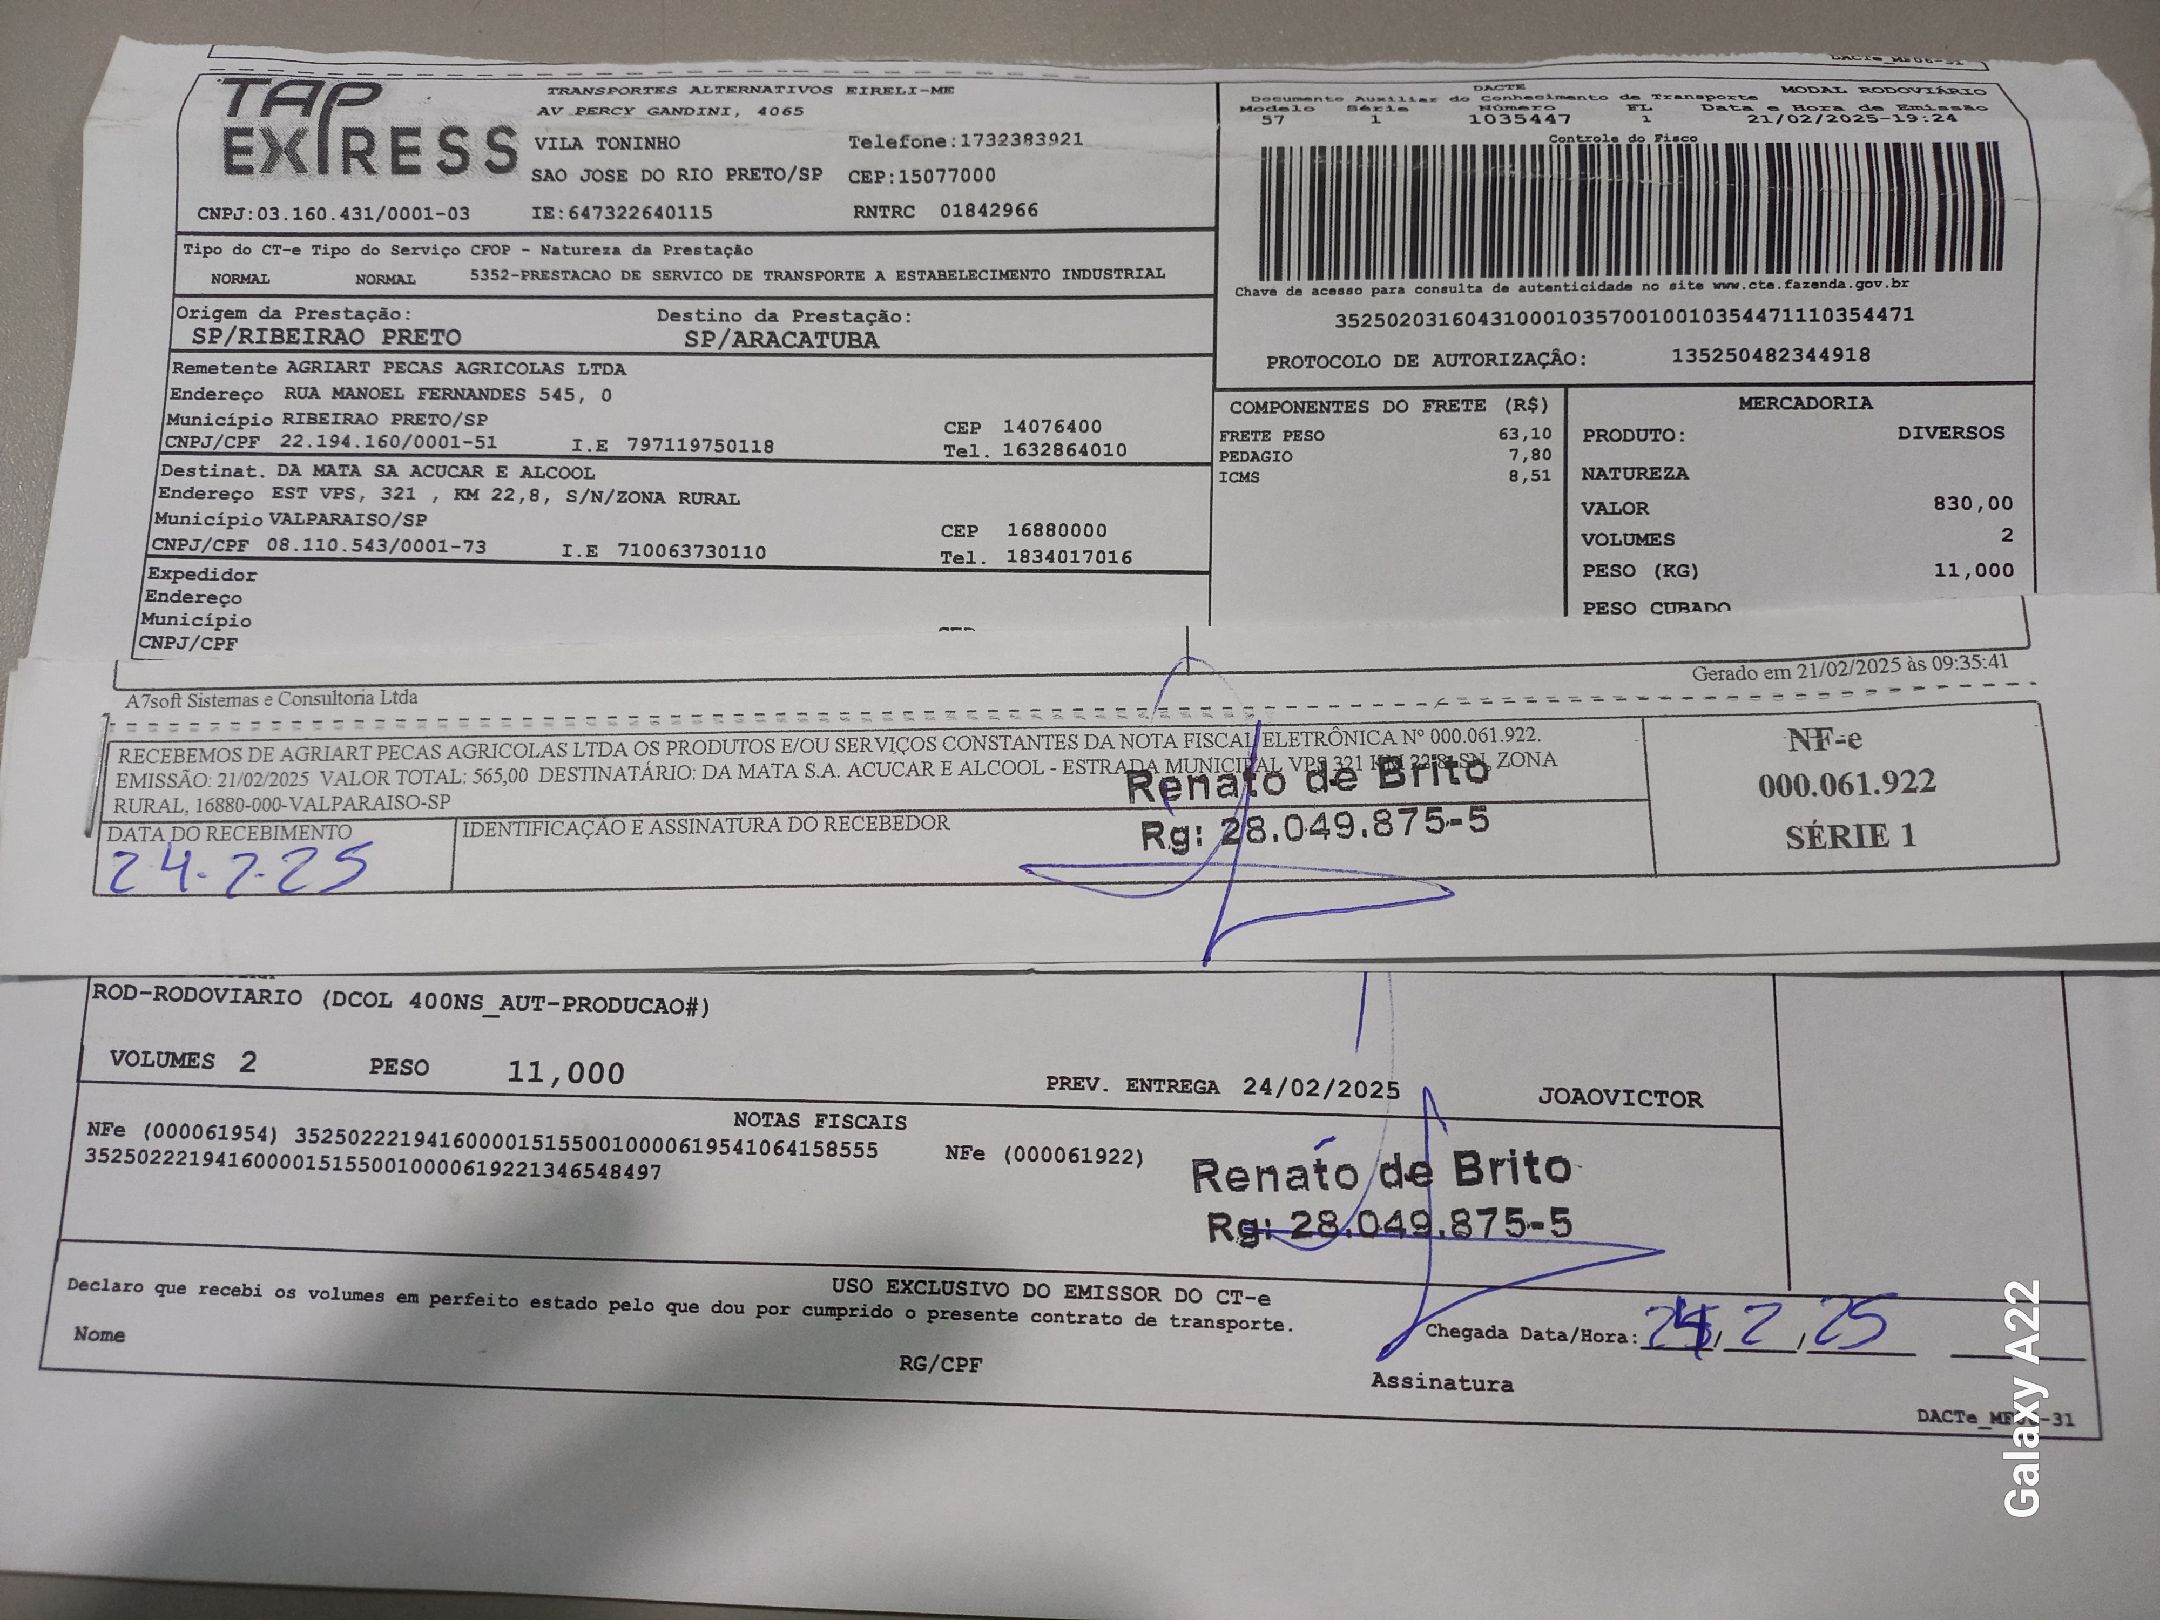 TAP EXPRESS
TRANSPORTES ALTERNATIVOS EIRELI-ME
AV PERCY GANDINI, 4065
VILA TONINHO Telefone:1732383921
SAO JOSE DO RIO PRETO/SP CEP:15077000
CNPJ:03.160.431/0001-03 IE:647322640115 RNTRC 01842966
DACTE MODAL RODOVIÁRIO
Documento Auxiliar do Conhecimento de Transporte
Modelo Série Número FL Data e Hora de Emissão
57 1 1035447 1 21/02/2025-19:24
Controle do Fisco
Chave de acesso para consulta de autenticidade no site www.cte.fazenda.gov.br
35250203160431000103570010010354471110354471
PROTOCOLO DE AUTORIZAÇÃO: 135250482344918
Tipo do CT-e Tipo do Serviço CFOP - Natureza da Prestação
NORMAL NORMAL 5352-PRESTACAO DE SERVICO DE TRANSPORTE A ESTABELECIMENTO INDUSTRIAL
Origem da Prestação: Destino da Prestação:
SP/RIBEIRAO PRETO SP/ARACATUBA
Remetente AGRIART PECAS AGRICOLAS LTDA
Endereço RUA MANOEL FERNANDES 545, 0
Município RIBEIRAO PRETO/SP CEP 14076400
CNPJ/CPF 22.194.160/0001-51 I.E 797119750118 Tel. 1632864010
Destinat. DA MATA SA ACUCAR E ALCOOL
Endereço EST VPS, 321 , KM 22,8, S/N/ZONA RURAL
Município VALPARAISO/SP CEP 16880000
CNPJ/CPF 08.110.543/0001-73 I.E 710063730110 Tel. 1834017016
Expedidor
Endereço
Município
CNPJ/CPF
COMPONENTES DO FRETE (R$)
FRETE PESO 63,10
PEDAGIO 7,80
ICMS 8,51
MERCADORIA
PRODUTO: DIVERSOS
NATUREZA
VALOR 830,00
VOLUMES 2
PESO (KG) 11,000
PESO CUBADO
A7soft Sistemas e Consultoria Ltda Gerado em 21/02/2025 às 09:35:41
RECEBEMOS DE AGRIART PECAS AGRICOLAS LTDA OS PRODUTOS E/OU SERVIÇOS CONSTANTES DA NOTA FISCAL ELETRÔNICA Nº 000.061.922.
EMISSÃO: 21/02/2025 VALOR TOTAL: 565,00 DESTINATÁRIO: DA MATA S.A. ACUCAR E ALCOOL - ESTRADA MUNICIPAL VPS 321 KM 22,8, SN, ZONA
RURAL, 16880-000-VALPARAISO-SP
NF-e
000.061.922
SÉRIE 1
DATA DO RECEBIMENTO IDENTIFICAÇÃO E ASSINATURA DO RECEBEDOR
24.2.25
Renato de Brito
Rg: 28.049.875-5
ROD-RODOVIARIO (DCOL 400NS_AUT-PRODUCAO#)
VOLUMES 2 PESO 11,000 PREV. ENTREGA 24/02/2025 JOAOVICTOR
NOTAS FISCAIS
NFe (000061954) 35250222194160000151550010000619541064158555 NFe (000061922)
35250222194160000151550010000619221346548497
Renato de Brito
Rg: 28.049.875-5
USO EXCLUSIVO DO EMISSOR DO CT-e
Declaro que recebi os volumes em perfeito estado pelo que dou por cumprido o presente contrato de transporte.
Nome RG/CPF Assinatura
Chegada Data/Hora: 24, 2, 25
Galaxy A22